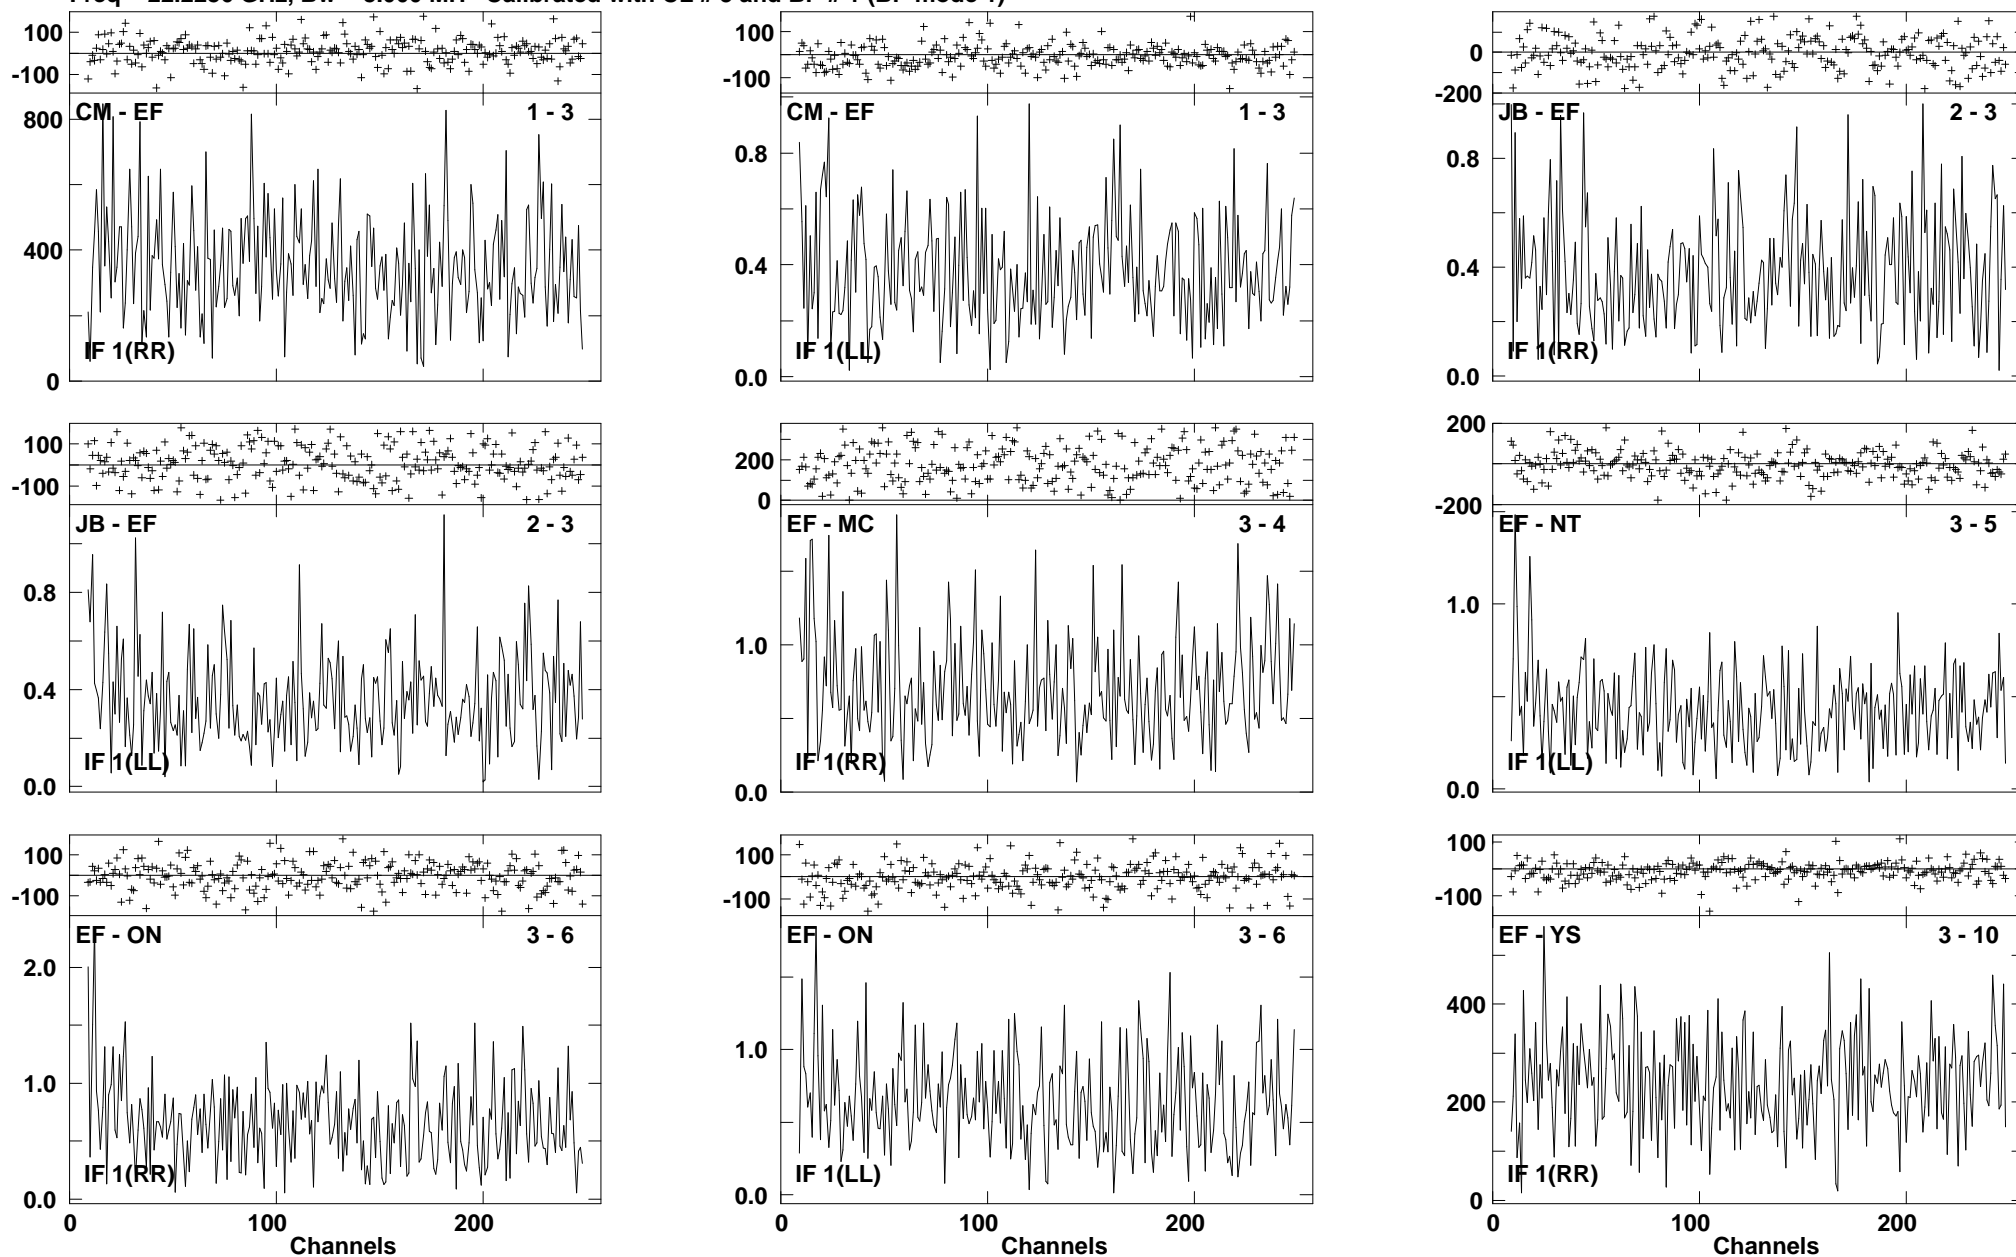 Freq = GHz, MH Calibrated with # and # mode
100
-100
800
400
0
CM - EF 1 - 3
IF 1(RR)
100
-100
0.8
0.4
0.0
CM - EF 1 - 3
IF 1(LL)
0
-200
0.8
0.4
0.0
JB - EF 2 - 3
IF 1(RR)
100
-100
0.8
0.4
0.0
JB - EF 2 - 3
IF 1(LL)
200
0
1.0
0.0
EF - MC 3 - 4
IF 1(RR)
200
-200
1.0
0.0
EF - NT 3 - 5
IF 1(LL)
100
-100
2.0
1.0
0.0
EF - ON 3 - 6
IF 1(RR)
0 100 200
Channels
100
-100
1.0
0.0
EF - ON 3 - 6
IF 1(LL)
0 100 200
Channels
100
-100
400
200
0
EF - YS 3 - 10
IF 1(RR)
0 100 200
Channels